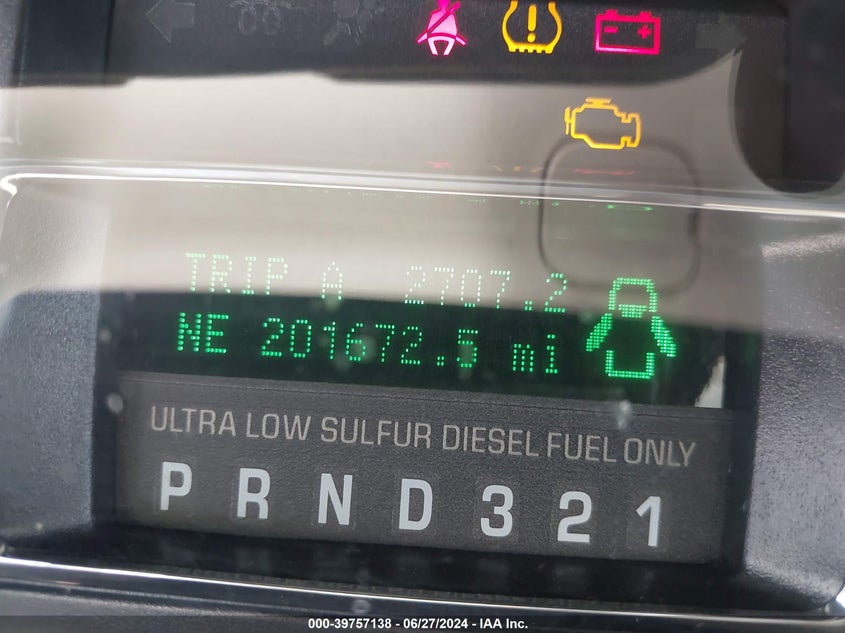 TRIP A 2707.2
NE 201672.5 mi
ULTRA LOW SULFUR DIESEL FUEL ONLY
P R N D 3 2 1
000-39757138 - 06/27/2024 - IAA Inc.